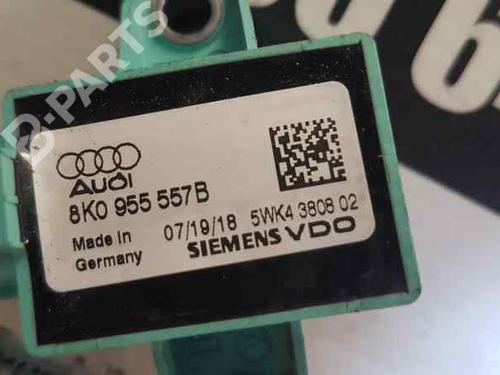 B-PARTS
AUDI
8K0 955 557B
Made in
Germany
07/19/18
5WK4 3808 02
SIEMENS VDO